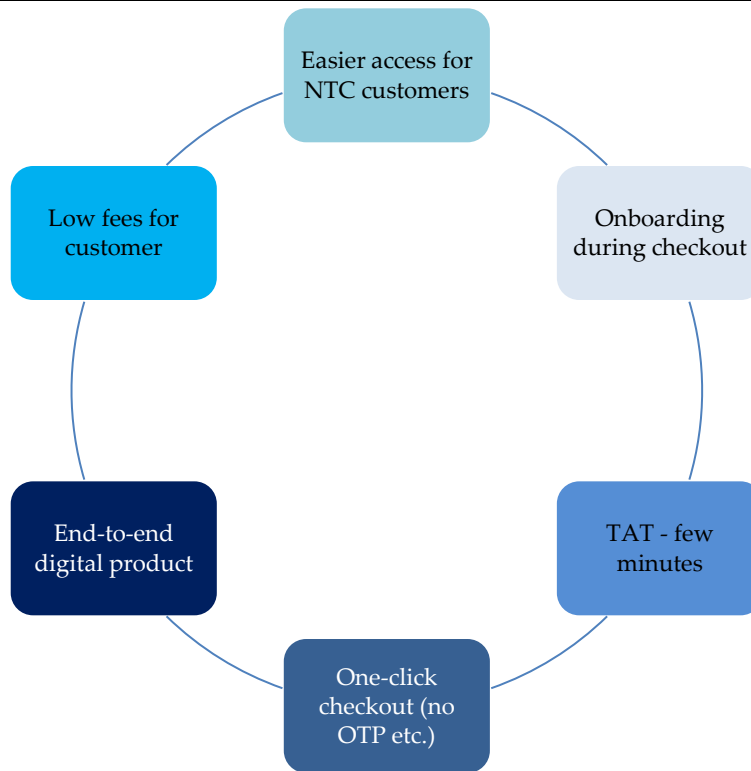 Easier access for
NTC customers
Onboarding
during checkout
TAT - few
minutes
One-click
checkout (no
OTP etc.)
End-to-end
digital product
Low fees for
customer